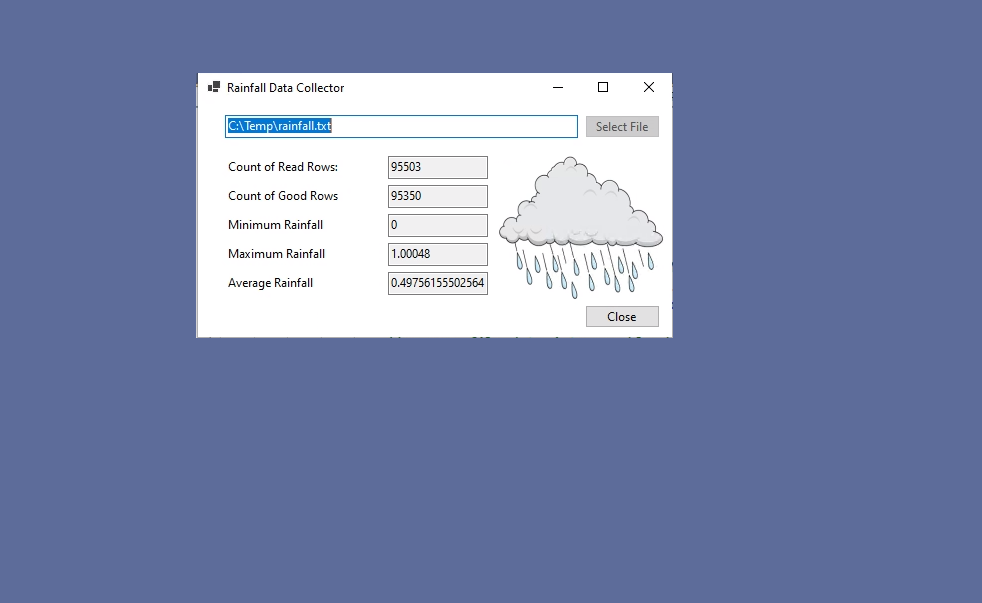 Rainfall Data Collector
C:\Temp\rainfall.txt Select File
Count of Read Rows: 95503
Count of Good Rows 95350
Minimum Rainfall 0
Maximum Rainfall 1.00048
Average Rainfall 0.49756155502564
Close